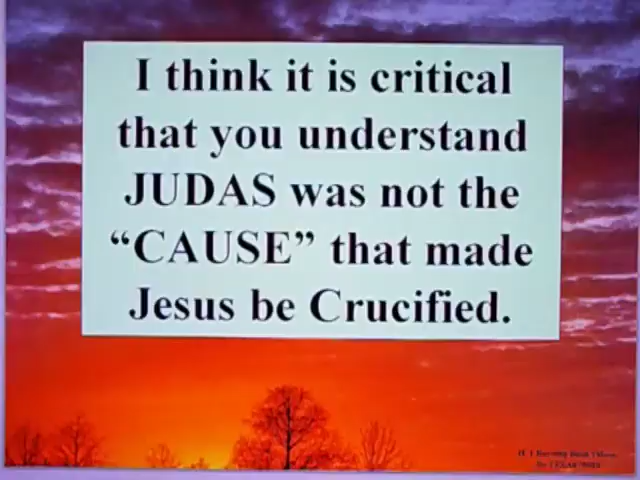 I think it is critical
that you understand
JUDAS was not the
“CAUSE” that made
Jesus be Crucified.